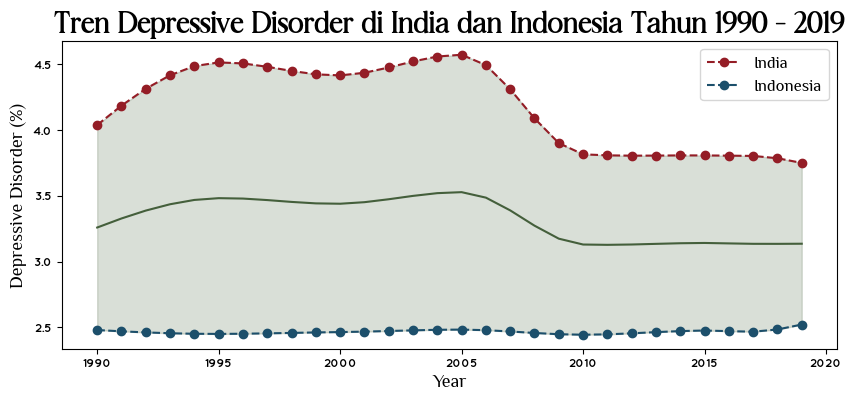 Tren Depressive Disorder di India dan Indonesia Tahun 1990 - 2019
India
Indonesia
Depressive Disorder (%)
4.5
4.0
3.5
3.0
2.5
1990 1995 2000 2005 2010 2015 2020
Year